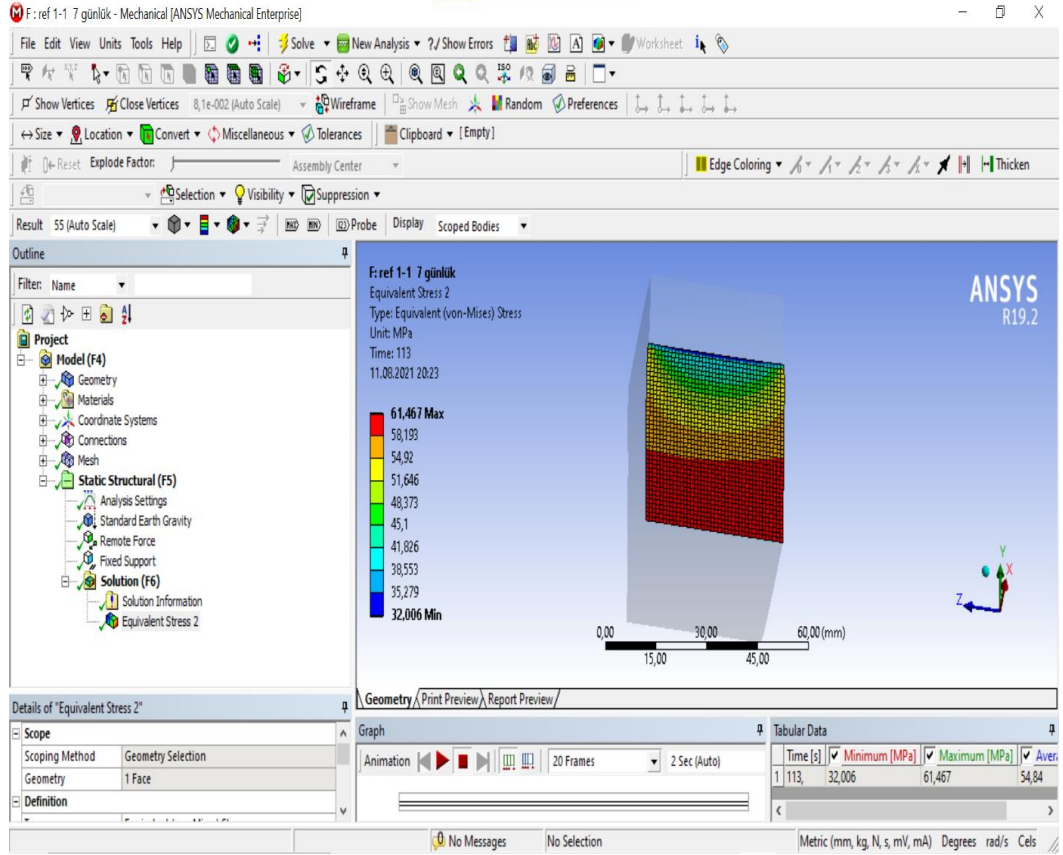 F : ref 1-1 7 günlük - Mechanical [ANSYS Mechanical Enterprise]
File Edit View Units Tools Help Solve New Analysis ?/ Show Errors Worksheet
ISO
Show Vertices Close Vertices 8,1e-002 (Auto Scale) Wireframe Show Mesh Random Preferences
Size Location Convert Miscellaneous Tolerances Clipboard [Empty]
Reset Explode Factor: Assembly Center Edge Coloring Thicken
Selection Visibility Suppression
Result 55 (Auto Scale) MAX MIN Probe Display Scoped Bodies
Outline
Filter: Name
Project
Model (F4)
Geometry
Materials
Coordinate Systems
Connections
Mesh
Static Structural (F5)
Analysis Settings
Standard Earth Gravity
Remote Force
Fixed Support
Solution (F6)
Solution Information
Equivalent Stress 2
F: ref 1-1 7 günlük
Equivalent Stress 2
Type: Equivalent (von-Mises) Stress
Unit: MPa
Time: 113
11.08.2021 20:23
61,467 Max
58,193
54,92
51,646
48,373
45,1
41,826
38,553
35,279
32,006 Min
ANSYS
R19.2
Y
X
Z
0,00 30,00 60,00 (mm)
15,00 45,00
Geometry Print Preview Report Preview
Details of "Equivalent Stress 2"
Scope
Scoping Method Geometry Selection
Geometry 1 Face
Definition
Graph
Animation 20 Frames 2 Sec (Auto)
Tabular Data
Time [s] Minimum [MPa] Maximum [MPa] Avera
1 113, 32,006 61,467 54,84
No Messages No Selection Metric (mm, kg, N, s, mV, mA) Degrees rad/s Cels